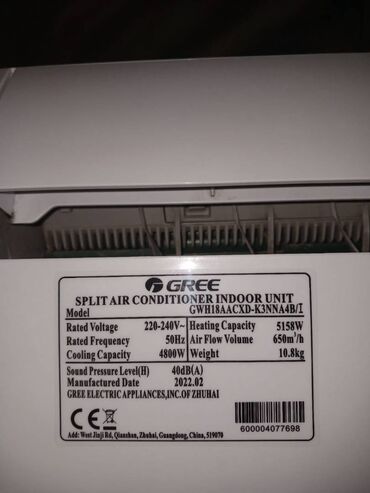 GREE
SPLIT AIR CONDITIONER INDOOR UNIT
Model GWH18AACXD-K3NNA4B/I
Rated Voltage 220-240V~ Heating Capacity 5158W
Rated Frequency 50Hz Air Flow Volume 650m³/h
Cooling Capacity 4800W Weight 10.8kg
Sound Pressure Level(H) 40dB(A)
Manufactured Date 2022.02
GREE ELECTRIC APPLIANCES,INC.OF ZHUHAI
CE
600004077698
Add: West Jinji Rd, Qianshan, Zhuhai, Guangdong, China, 519070